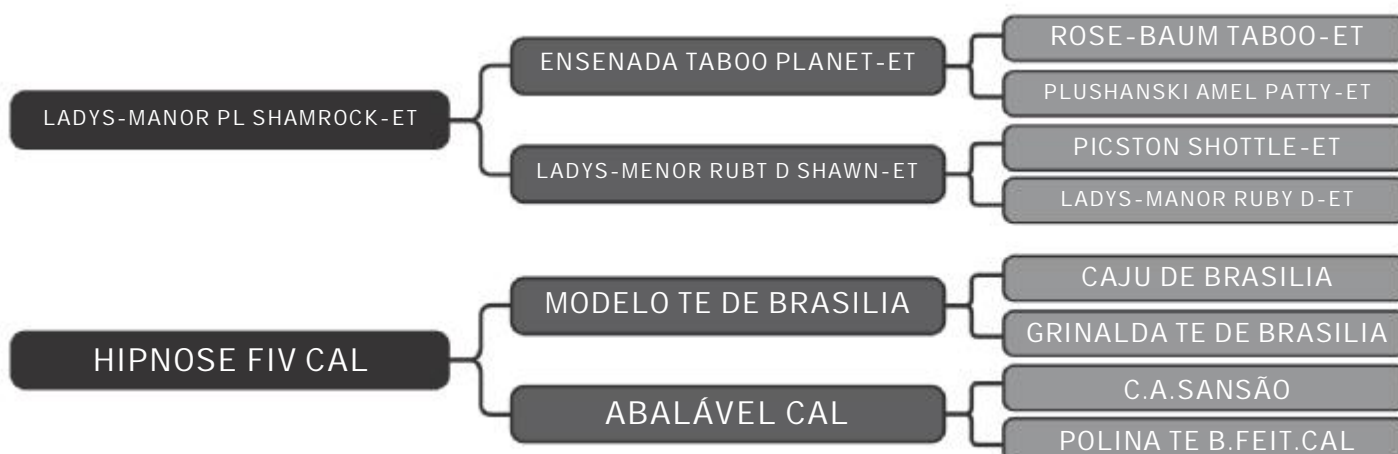 LADYS-MANOR PL SHAMROCK-ET
ENSENADA TABOO PLANET-ET
ROSE-BAUM TABOO-ET
PLUSHANSKI AMEL PATTY-ET
LADYS-MENOR RUBT D SHAWN-ET
PICSTON SHOTTLE-ET
LADYS-MANOR RUBY D-ET
HIPNOSE FIV CAL
MODELO TE DE BRASILIA
CAJU DE BRASILIA
GRINALDA TE DE BRASILIA
ABALÁVEL CAL
C.A.SANSÃO
POLINA TE B.FEIT.CAL